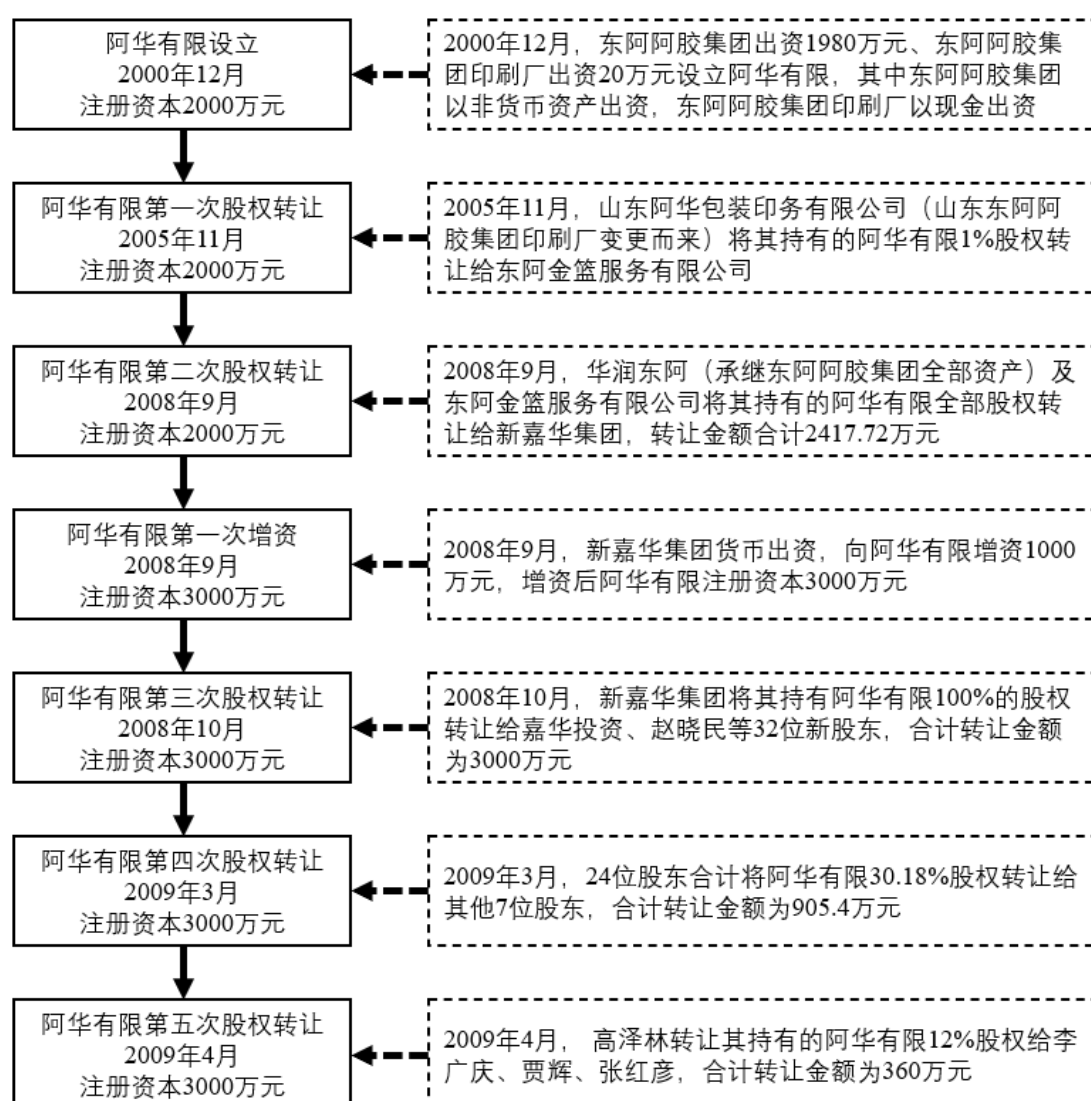 阿华有限设立
2000年12月
注册资本2000万元
2000年12月，东阿阿胶集团出资1980万元、东阿阿胶集
团印刷厂出资20万元设立阿华有限，其中东阿阿胶集团
以非货币资产出资，东阿阿胶集团印刷厂以现金出资
阿华有限第一次股权转让
2005年11月
注册资本2000万元
2005年11月，山东阿华包装印务有限公司（山东东阿阿
胶集团印刷厂变更而来）将其持有的阿华有限1%股权转
让给东阿金篮服务有限公司
阿华有限第二次股权转让
2008年9月
注册资本2000万元
2008年9月，华润东阿（承继东阿阿胶集团全部资产）及
东阿金篮服务有限公司将其持有的阿华有限全部股权转
让给新嘉华集团，转让金额合计2417.72万元
阿华有限第一次增资
2008年9月
注册资本3000万元
2008年9月，新嘉华集团货币出资，向阿华有限增资1000
万元，增资后阿华有限注册资本3000万元
阿华有限第三次股权转让
2008年10月
注册资本3000万元
2008年10月，新嘉华集团将其持有阿华有限100%的股权
转让给嘉华投资、赵晓民等32位新股东，合计转让金额
为3000万元
阿华有限第四次股权转让
2009年3月
注册资本3000万元
2009年3月，24位股东合计将阿华有限30.18%股权转让给
其他7位股东，合计转让金额为905.4万元
阿华有限第五次股权转让
2009年4月
注册资本3000万元
2009年4月， 高泽林转让其持有的阿华有限12%股权给李
广庆、贾辉、张红彦，合计转让金额为360万元